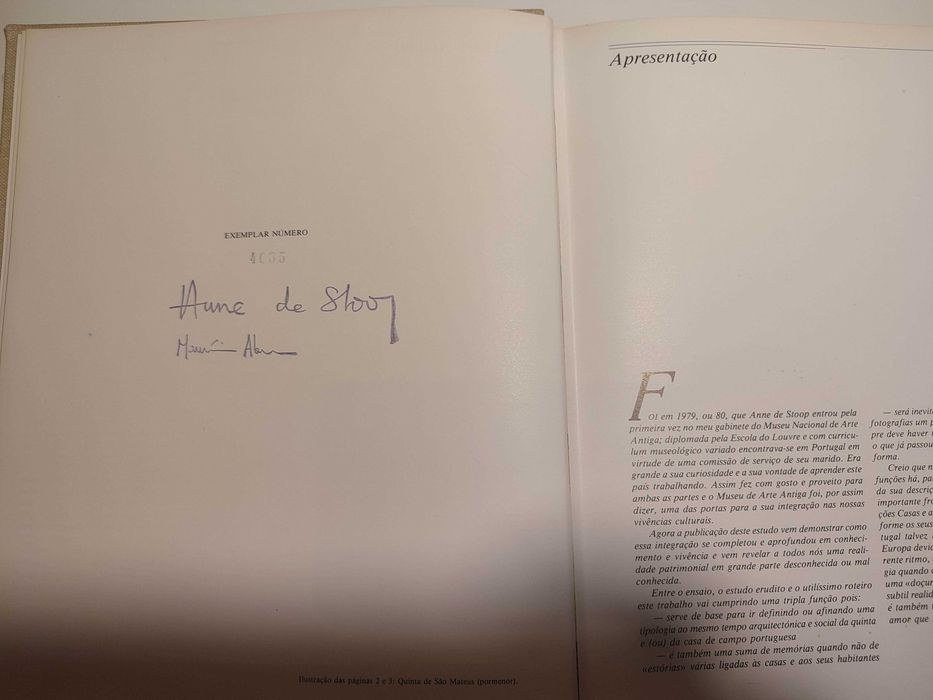 EXEMPLAR NÚMERO
Anne de Stoop
Ilustração das páginas 2 e 3: Quinta de São Mateus (pormenor).
Apresentação
FOI em 1979, ou 80, que Anne de Stoop entrou pela
primeira vez no meu gabinete do Museu Nacional de Arte
Antiga; diplomada pela Escola do Louvre e com curricu-
lum museológico variado encontrava-se em Portugal em
virtude de uma comissão de serviço de seu marido. Era
grande a sua curiosidade e a sua vontade de aprender este
país trabalhando. Assim fez com gosto e proveito para
ambas as partes e o Museu de Arte Antiga foi, por assim
dizer, uma das portas para a sua integração nas nossas
vivências culturais.
Agora a publicação deste estudo vem demonstrar como
essa integração se completou e aprofundou em conheci-
mento e vivência e vem revelar a todos nós uma reali-
dade patrimonial em grande parte desconhecida ou mal
conhecida.
Entre o ensaio, o estudo erudito e o utilíssimo roteiro
este trabalho vai cumprindo uma tripla função pois:
— serve de base para ir definindo ou afinando uma
tipologia ao mesmo tempo arquitectónica e social da quinta
e (ou) da casa de campo portuguesa
— é também uma suma de memórias quando não de
«estórias» várias ligadas às casas e aos seus habitantes
— será inevit
fotografias um p
pre deve haver
o que já passou
forma.
Creio que n
funções há, pa
da sua descriç
importante fr
ções Casas e a
forme os seus
tugal talvez
Europa devid
rente ritmo,
gia quando
uma «doçur
subtil realid
é também
amor que